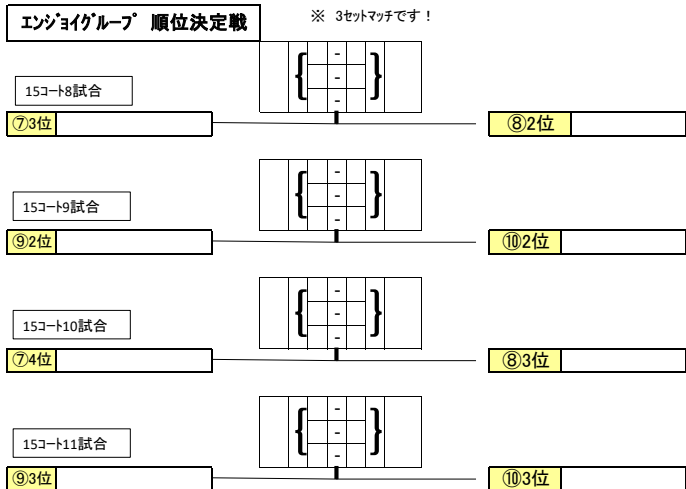 エンジョイグループ 順位決定戦
※ 3セットマッチです！
-
-
-
15コート8試合
⑦3位
⑧2位
-
-
-
15コート9試合
⑨2位
⑩2位
-
-
-
15コート10試合
⑦4位
⑧3位
-
-
-
15コート11試合
⑨3位
⑩3位